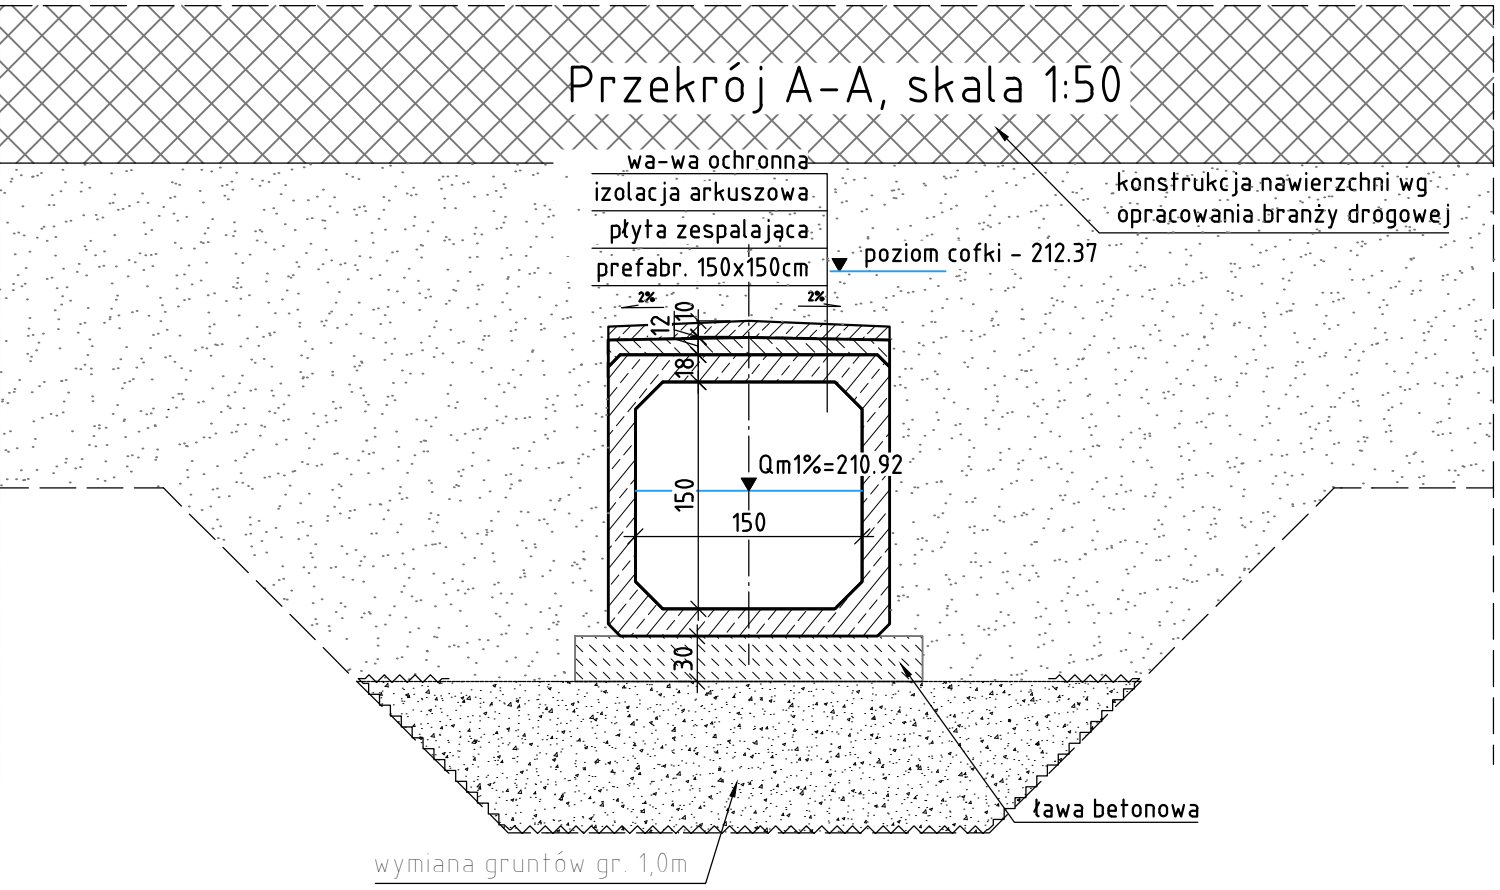 Przekrój A-A, skala 1:50
wa-wa ochronna
izolacja arkuszowa
płyta zespalająca
prefabr. 150x150cm
konstrukcja nawierzchni wg
opracowania branży drogowej
poziom cofki - 212.37
2%
2%
10
12
18
Qm1%=210.92
150
150
30
ława betonowa
wymiana gruntów gr. 1,0m